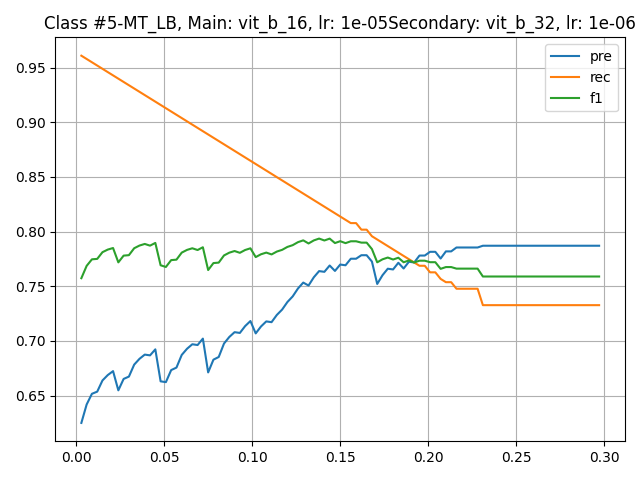 Class #5-MT_LB, Main: vit_b_16, lr: 1e-05Secondary: vit_b_32, lr: 1e-06
pre
rec
f1
0.95
0.90
0.85
0.80
0.75
0.70
0.65
0.00 0.05 0.10 0.15 0.20 0.25 0.30